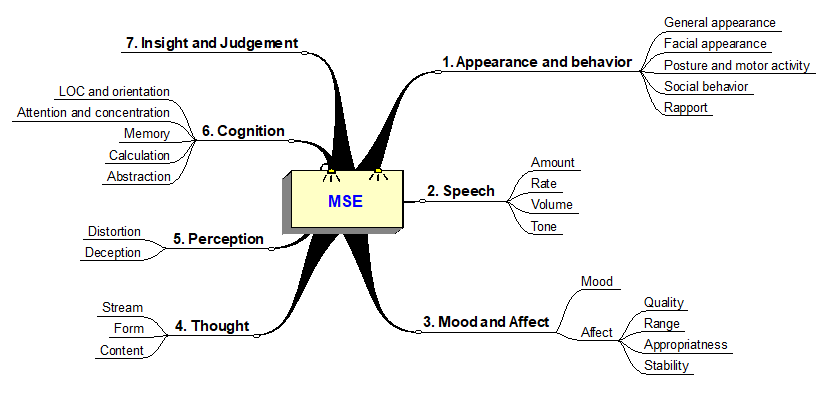 MSE
1. Appearance and behavior
General appearance
Facial appearance
Posture and motor activity
Social behavior
Rapport
2. Speech
Amount
Rate
Volume
Tone
3. Mood and Affect
Mood
Affect
Quality
Range
Appropriatness
Stability
4. Thought
Stream
Form
Content
5. Perception
Distortion
Deception
6. Cognition
LOC and orientation
Attention and concentration
Memory
Calculation
Abstraction
7. Insight and Judgement